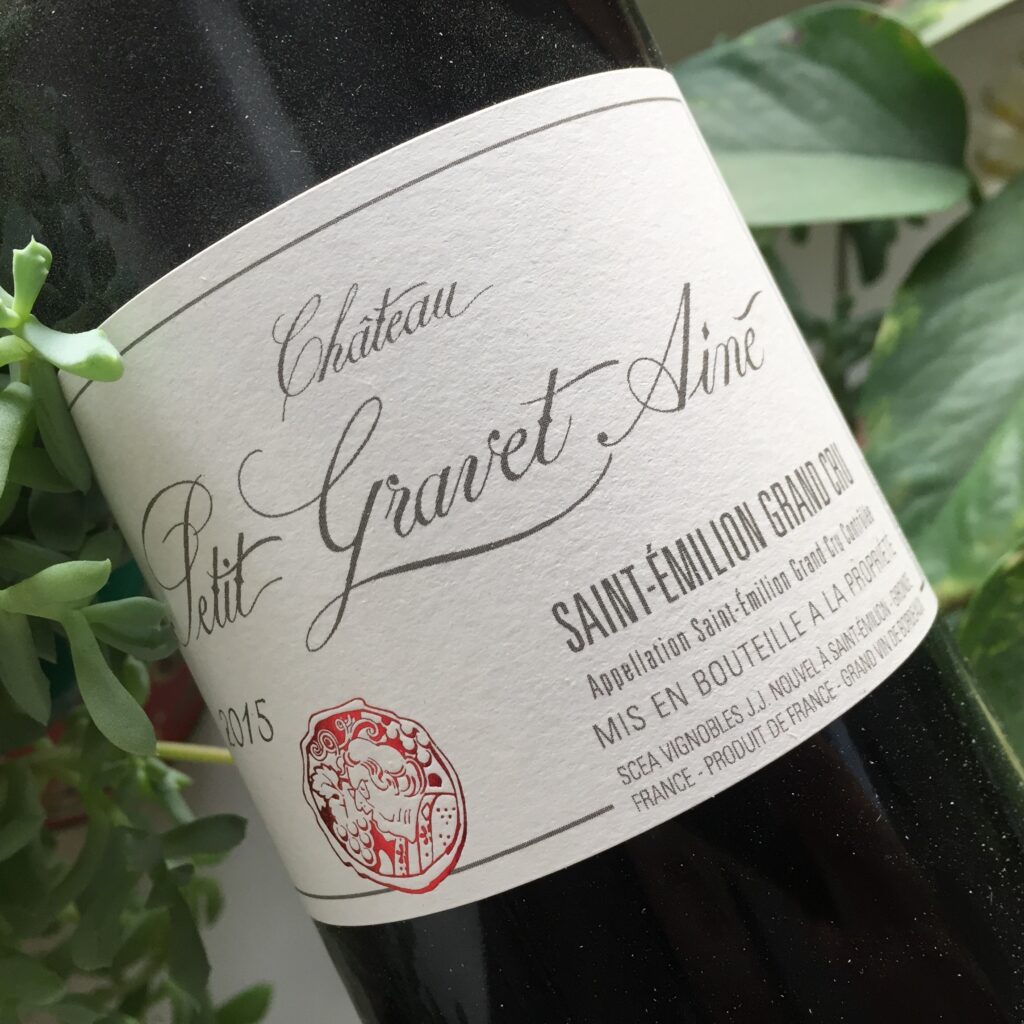 Château
Petit Gravet Ainé
SAINT-ÉMILION GRAND CRU
Appellation Saint-Émilion Grand Cru Contrôlée
MIS EN BOUTEILLE A LA PROPRIÉTÉ
SCEA VIGNOBLES J.J. NOUVEL À SAINT-ÉMILION - GIRONDE
FRANCE - PRODUIT DE FRANCE - GRAND VIN DE BORDEAUX
2015